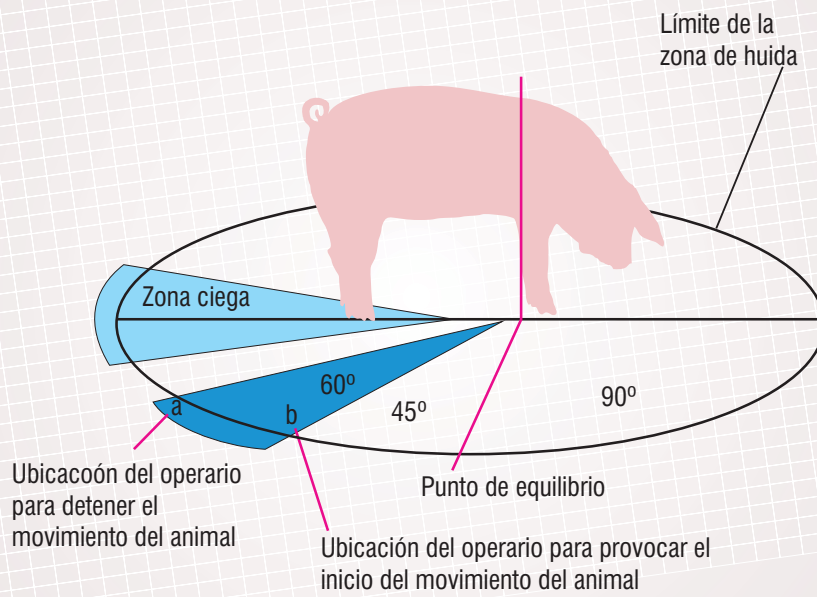 Límite de la
zona de huida
Zona ciega
60º
a
b
45º
90º
Ubicacoón del operario
para detener el
movimiento del animal
Punto de equilibrio
Ubicación del operario para provocar el
inicio del movimiento del animal